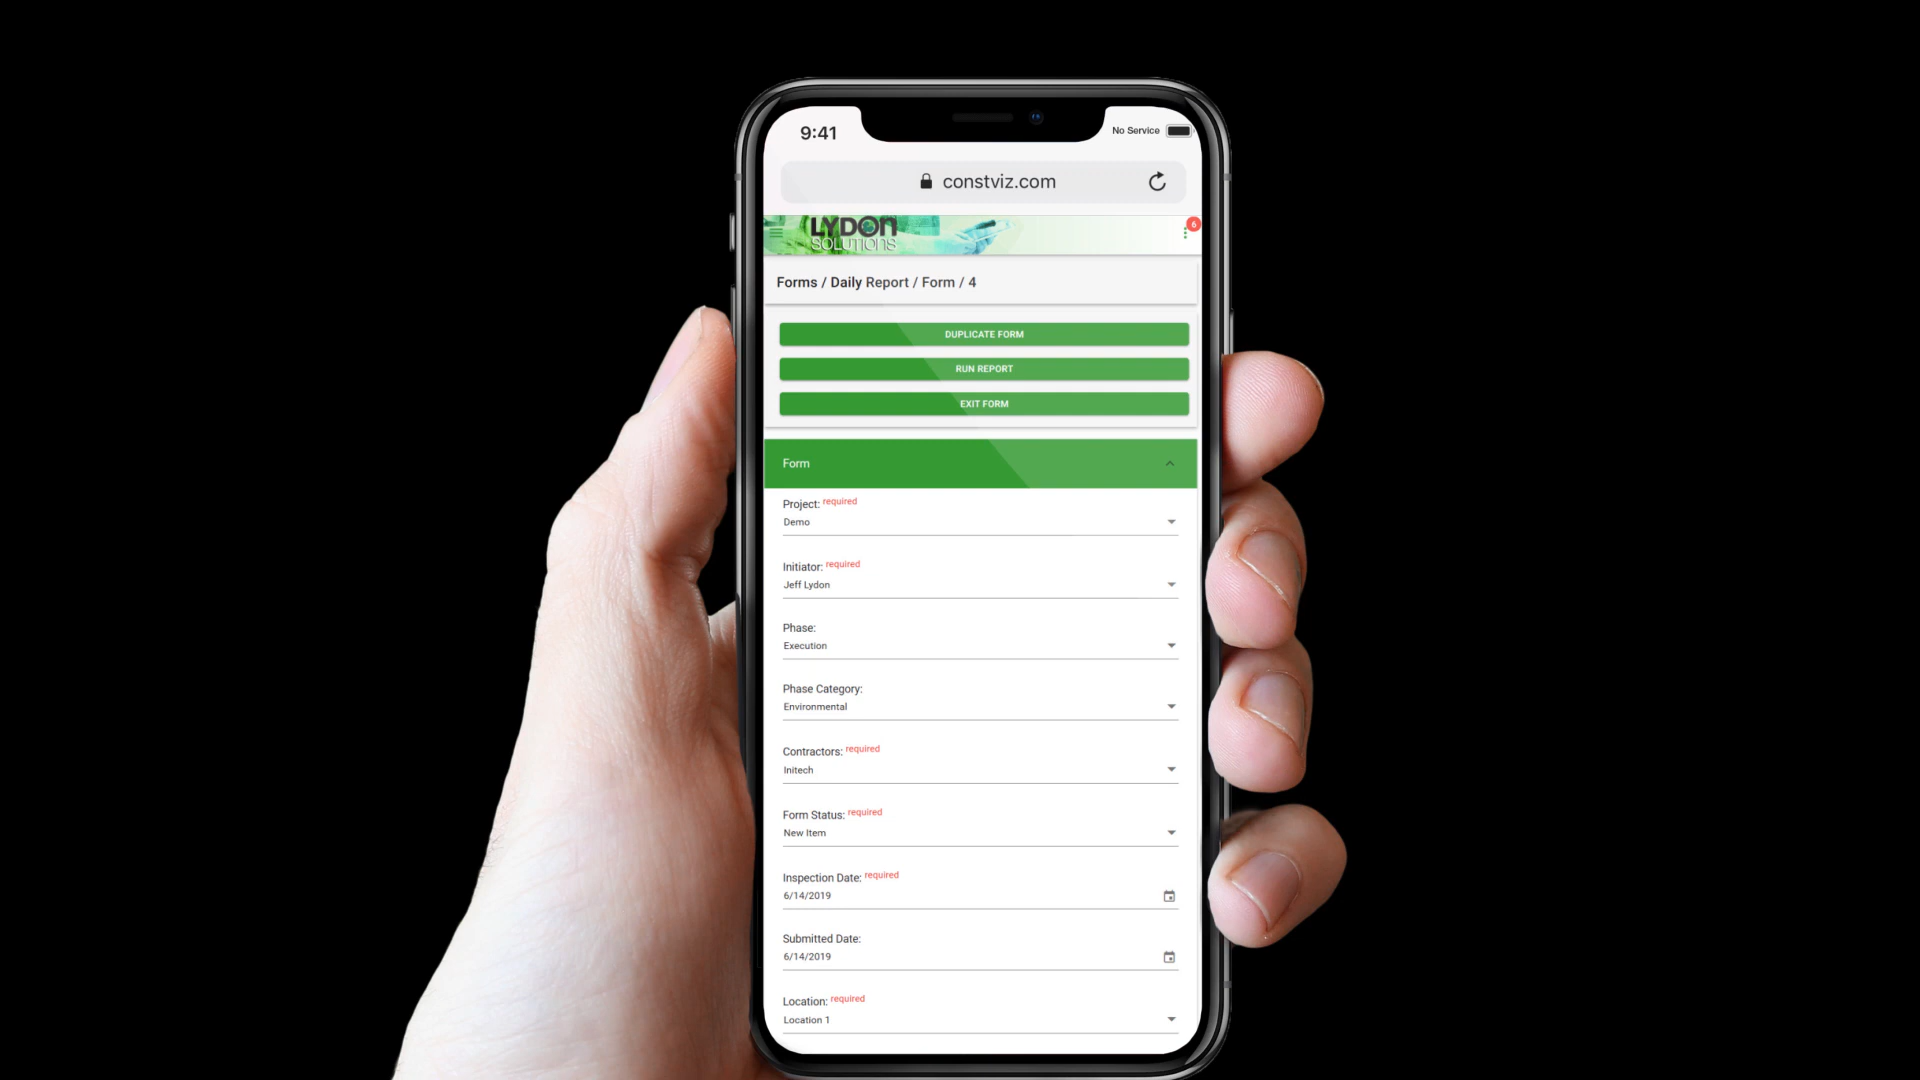 9:41
No Service
constviz.com
LYDON
SOLUTIONS
6
Forms / Daily Report / Form / 4
DUPLICATE FORM
RUN REPORT
EXIT FORM
Form
Project: required
Demo
Initiator: required
Jeff Lydon
Phase:
Execution
Phase Category:
Environmental
Contractors: required
Initech
Form Status: required
New Item
Inspection Date: required
6/14/2019
Submitted Date:
6/14/2019
Location: required
Location 1